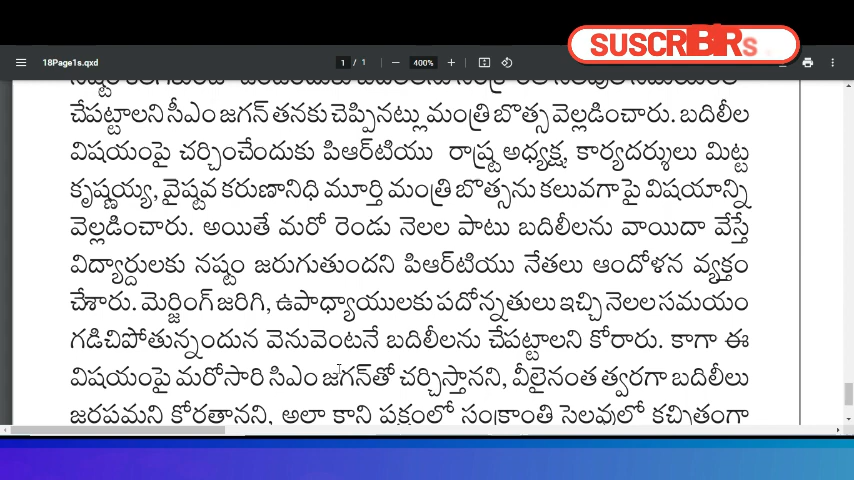 SUSCRBIRs
18Page1s.qxd
1 / 1
400%
చేపట్టాలని సీఎం జగన్ తనకు చెప్పినట్లు మంత్రి బొత్స వెల్లడించారు. బదిలీల
విషయంపై చర్చించేందుకు పిఆర్‌టియు రాష్ట్ర అధ్యక్ష, కార్యదర్శులు మిట్ట
కృష్ణయ్య, వైష్ణవ కరుణానిధి మూర్తి మంత్రి బొత్సను కలువగా పై విషయాన్ని
వెల్లడించారు. అయితే మరో రెండు నెలల పాటు బదిలీలను వాయిదా వేస్తే
విద్యార్దులకు నష్టం జరుగుతుందని పిఆర్‌టియు నేతలు ఆందోళన వ్యక్తం
చేశారు. మెర్జింగ్ జరిగి, ఉపాధ్యాయులకు పదోన్నతులు ఇచ్చి నెలల సమయం
గడిచిపోతున్నందున వెనువెంటనే బదిలీలను చేపట్టాలని కోరారు. కాగా ఈ
విషయంపై మరోసారి సిఎం జగన్‌తో చర్చిస్తానని, వీలైనంత త్వరగా బదిలీలు
జరపమని కోరతానని, అలా కాని పక్షంలో సంక్రాంతి సెలవులో కచ్చితంగా